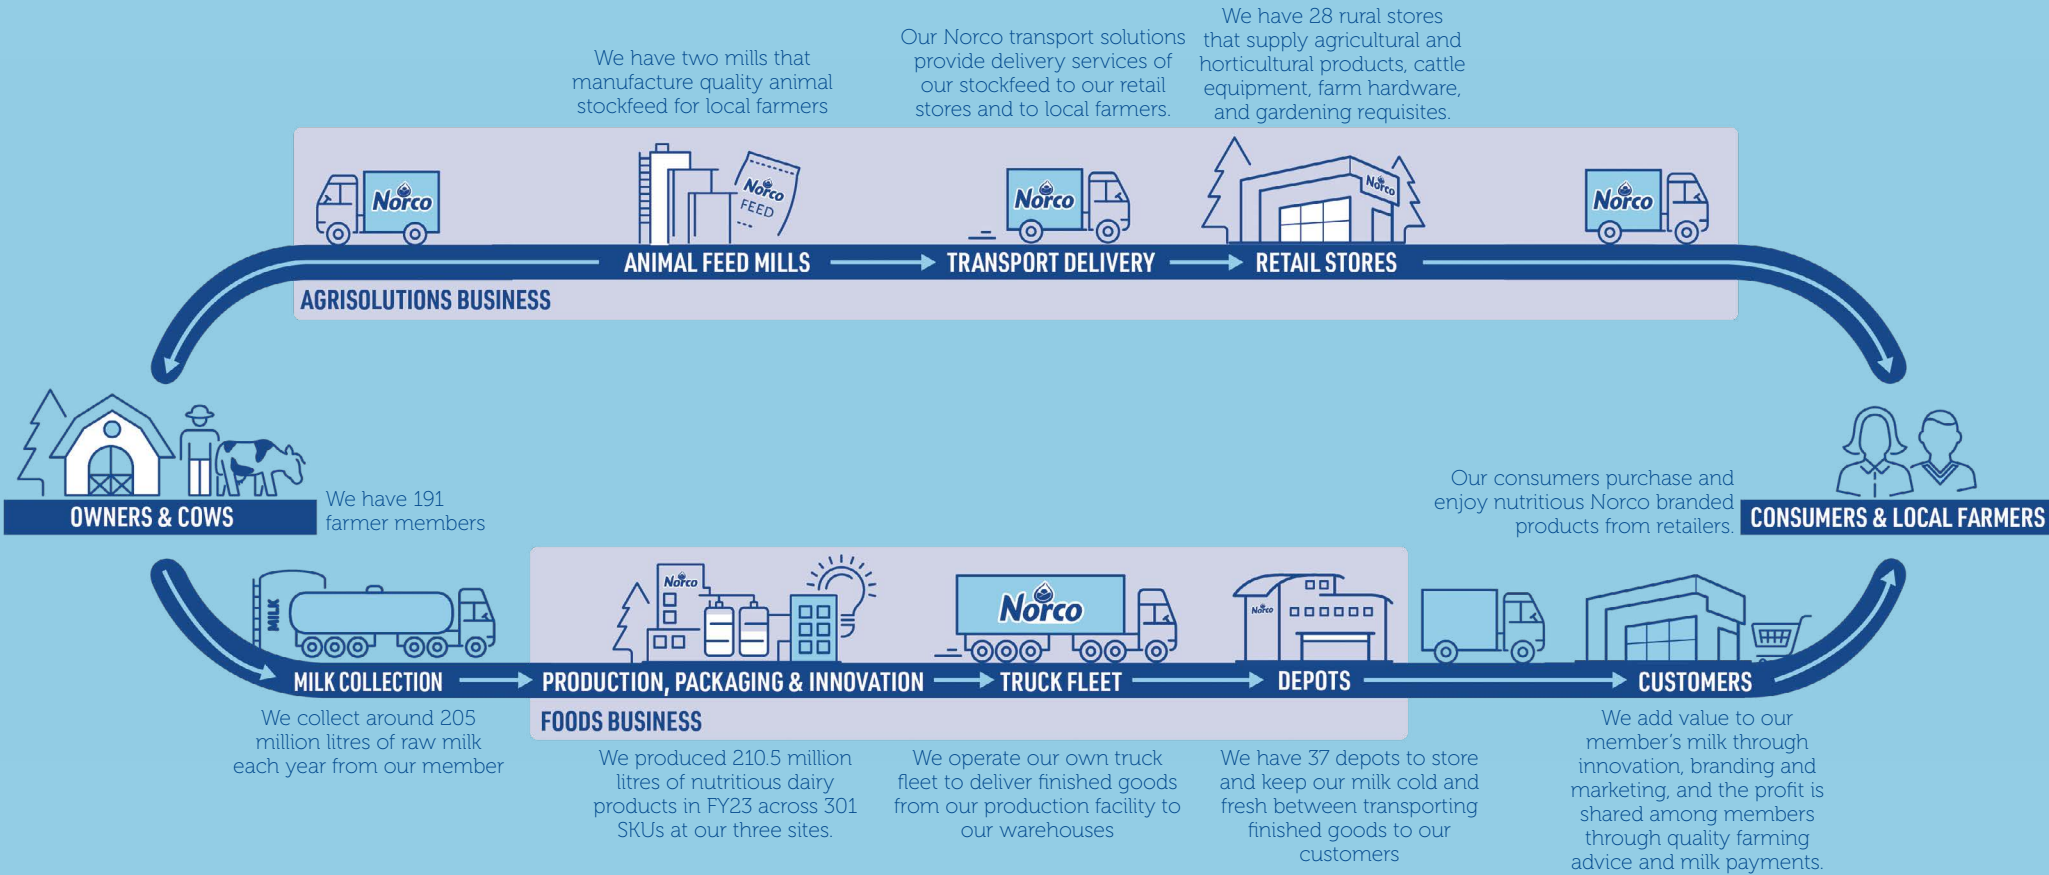 We have two mills that
manufacture quality animal
stockfeed for local farmers
Our Norco transport solutions
provide delivery services of
our stockfeed to our retail
stores and to local farmers.
We have 28 rural stores
that supply agricultural and
horticultural products, cattle
equipment, farm hardware,
and gardening requisites.
Norco
Norco
FEED
Norco
Norco
Norco
ANIMAL FEED MILLS
TRANSPORT DELIVERY
RETAIL STORES
AGRISOLUTIONS BUSINESS
OWNERS & COWS
We have 191
farmer members
Our consumers purchase and
enjoy nutritious Norco branded
products from retailers.
CONSUMERS & LOCAL FARMERS
MILK
Norco
Norco
Norco
MILK COLLECTION
PRODUCTION, PACKAGING & INNOVATION
TRUCK FLEET
DEPOTS
CUSTOMERS
FOODS BUSINESS
We collect around 205
million litres of raw milk
each year from our member
We produced 210.5 million
litres of nutritious dairy
products in FY23 across 301
SKUs at our three sites.
We operate our own truck
fleet to deliver finished goods
from our production facility to
our warehouses
We have 37 depots to store
and keep our milk cold and
fresh between transporting
finished goods to our
customers
We add value to our
member's milk through
innovation, branding and
marketing, and the profit is
shared among members
through quality farming
advice and milk payments.